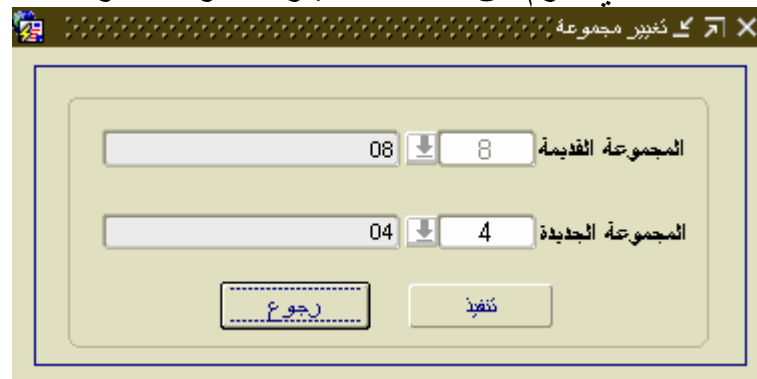 تغيير مجموعة
المجموعة القديمة 8 08
المجموعة الجديدة 4 04
تنفيذ رجوع